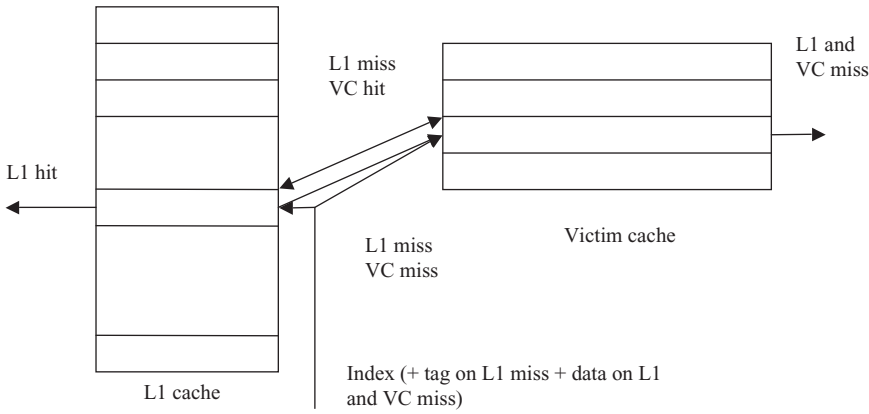 L1 miss
VC hit
L1 and
VC miss
L1 hit
Victim cache
L1 miss
VC miss
L1 cache
Index (+ tag on L1 miss + data on L1
and VC miss)